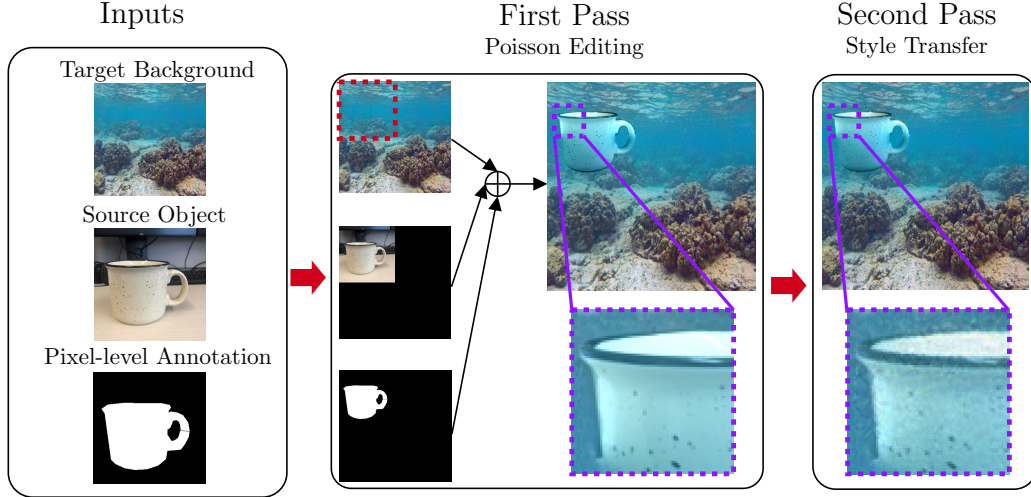 Inputs
Target Background
Source Object
Pixel-level Annotation
First Pass
Poisson Editing
Second Pass
Style Transfer